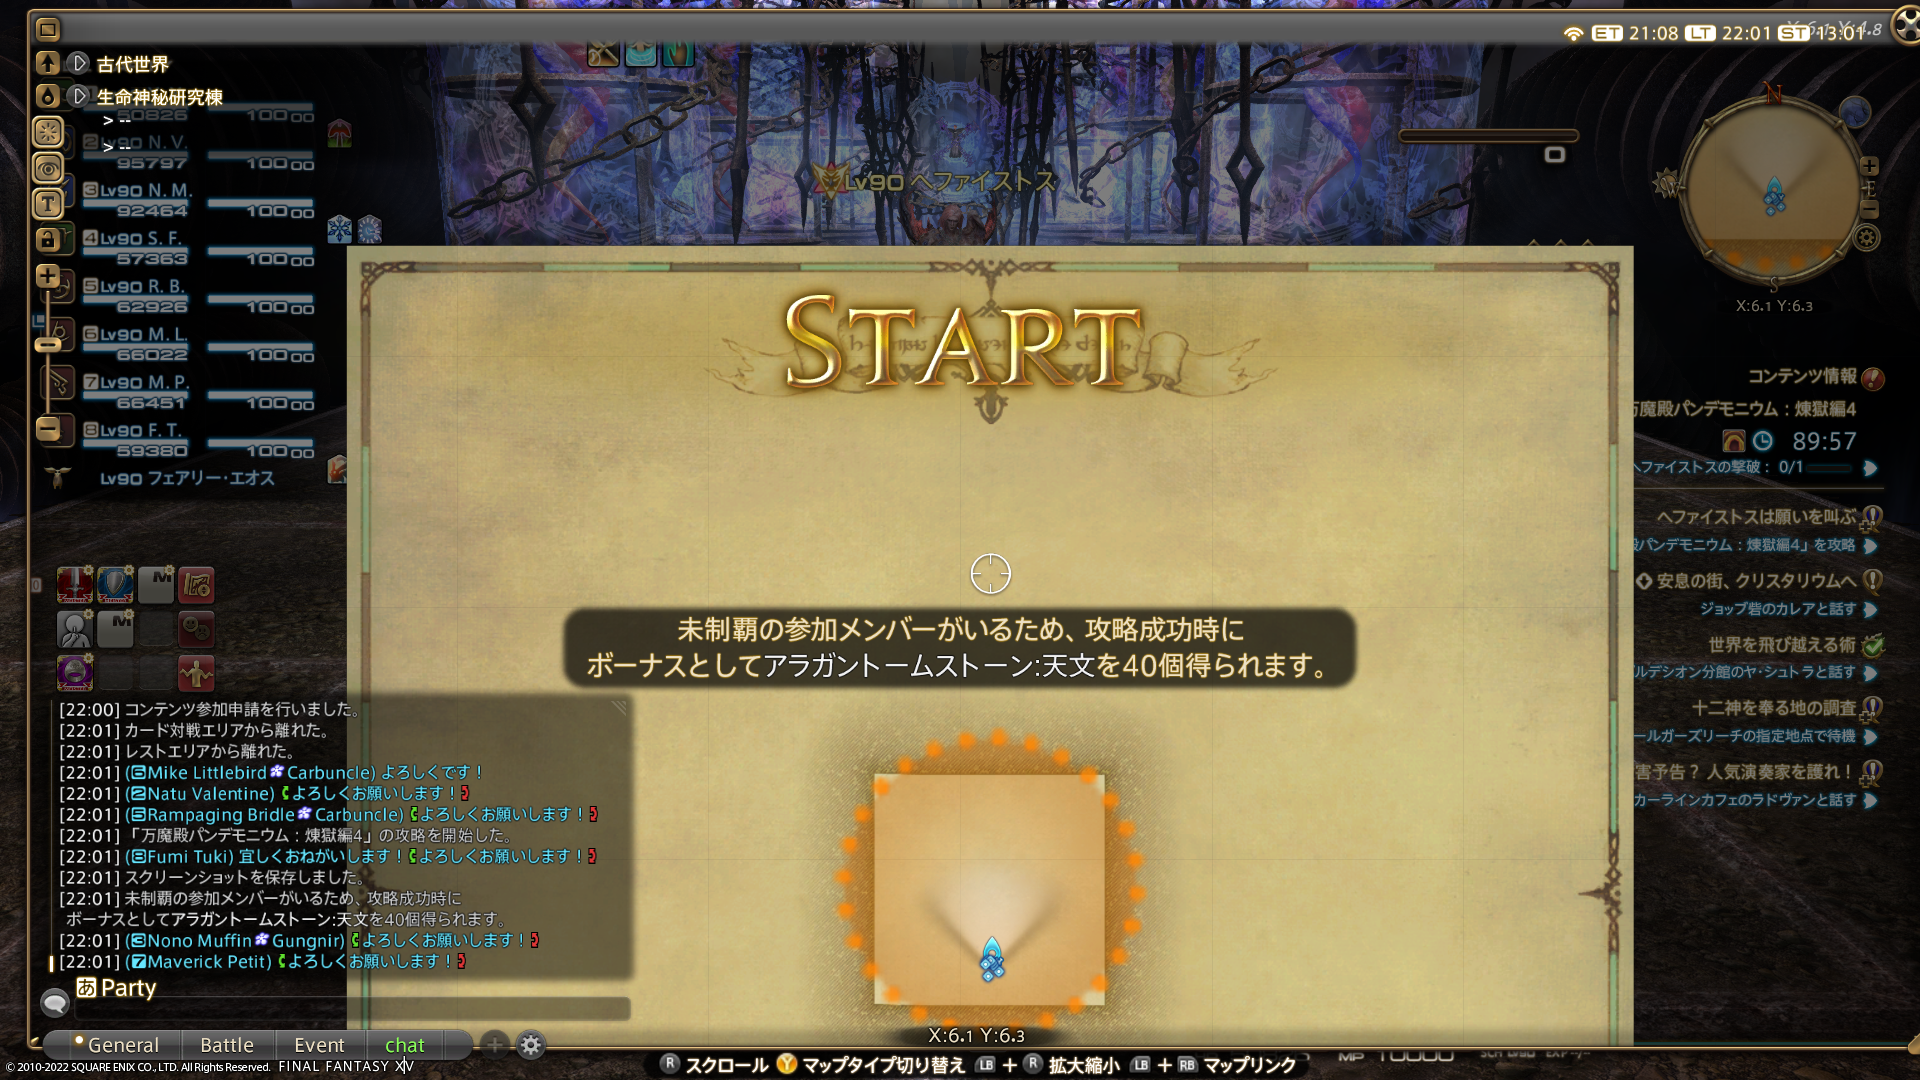 ET 21:08 LT 22:01 ST 13:01
古代世界
生命神秘研究棟
> --
> --
50826 10000
2 Lv90 N. V.
95797 10000
3 Lv90 N. M.
92464 10000
4 Lv90 S. F.
57363 10000
5 Lv90 R. B.
62926 10000
6 Lv90 M. L.
66022 10000
7 Lv90 M. P.
66451 10000
8 Lv90 F. T.
59380 10000
Lv90 フェアリー・エオス
Lv90 ヘファイストス
N
E
S
W
X:6.1 Y:6.3
START
コンテンツ情報
万魔殿パンデモニウム：煉獄編4
89:57
ヘファイストスの撃破： 0/1
ヘファイストスは願いを叫ぶ
パンデモニウム：煉獄編4」を攻略
安息の街、クリスタリウムへ
ジョッブ砦のカレアと話す
世界を飛び越える術
ルデシオン分館のヤ・シュトラと話す
十二神を奉る地の調査
ールガーズリーチの指定地点で待機
害予告？ 人気演奏家を護れ！
カーラインカフェのラドヴァンと話す
未制覇の参加メンバーがいるため、攻略成功時に
ボーナスとしてアラガントームストーン:天文を40個得られます。
[22:00] コンテンツ参加申請を行いました。
[22:01] カード対戦エリアから離れた。
[22:01] レストエリアから離れた。
[22:01] (6Mike Littlebird Carbuncle) よろしくです！
[22:01] (2Natu Valentine) よろしくお願いします！
[22:01] (5Rampaging Bridle Carbuncle) よろしくお願いします！
[22:01] 「万魔殿パンデモニウム：煉獄編4」の攻略を開始した。
[22:01] (8Fumi Tuki) 宜しくおねがいします！よろしくお願いします！
[22:01] スクリーンショットを保存しました。
[22:01] 未制覇の参加メンバーがいるため、攻略成功時に
ボーナスとしてアラガントームストーン:天文を40個得られます。
[22:01] (3Nono Muffin Gungnir) よろしくお願いします！
[22:01] (7Maverick Petit) よろしくお願いします！
あ Party
General Battle Event chat
X:6.1 Y:6.3
R スクロール Y マップタイプ切り替え LB + R 拡大縮小 LB + RB マップリンク
MP 10000
© 2010-2022 SQUARE ENIX CO., LTD. All Rights Reserved. FINAL FANTASY XIV